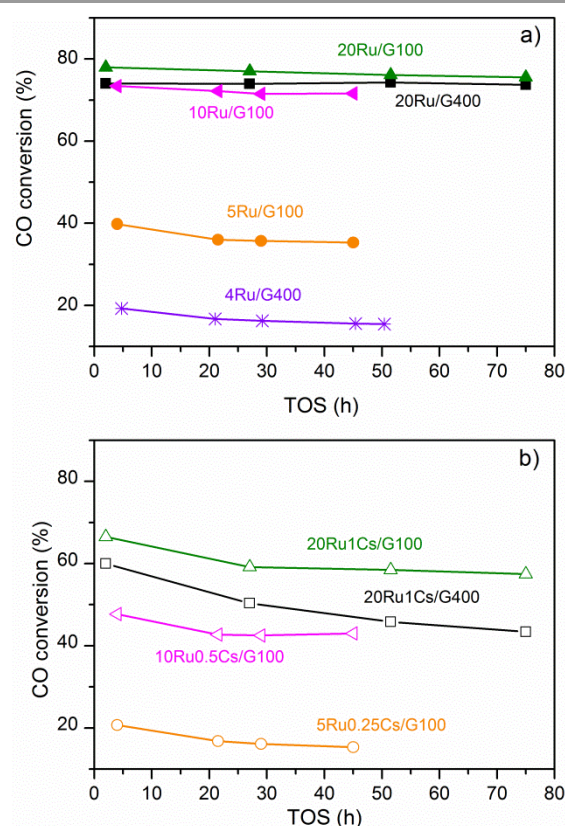 a)
80
60
40
20
CO conversion (%)
20Ru/G100
20Ru/G400
10Ru/G100
5Ru/G100
4Ru/G400
0 10 20 30 40 50 60 70 80
TOS (h)
b)
80
60
40
20
CO conversion (%)
20Ru1Cs/G100
20Ru1Cs/G400
10Ru0.5Cs/G100
5Ru0.25Cs/G100
0 10 20 30 40 50 60 70 80
TOS (h)